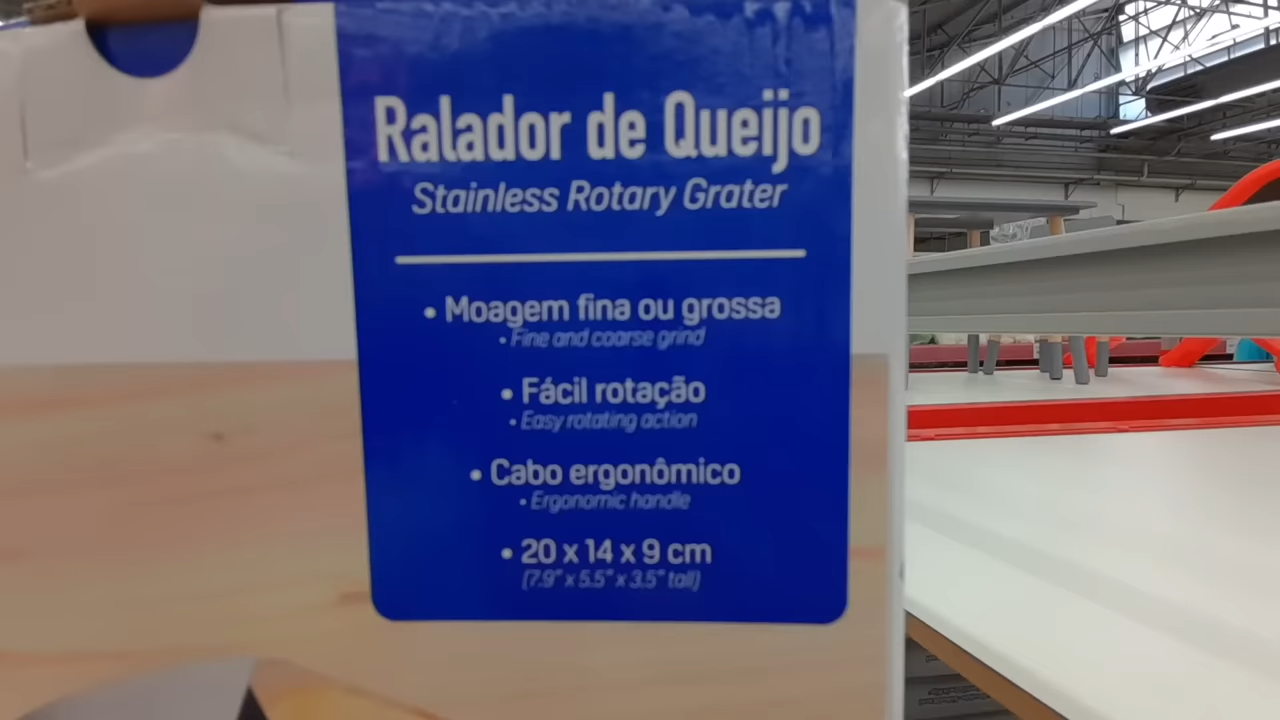 Ralador de Queijo
Stainless Rotary Grater
• Moagem fina ou grossa
• Fine and coarse grind
• Fácil rotação
• Easy rotating action
• Cabo ergonômico
• Ergonomic handle
• 20 x 14 x 9 cm
(7.9" x 5.5" x 3.5" tall)